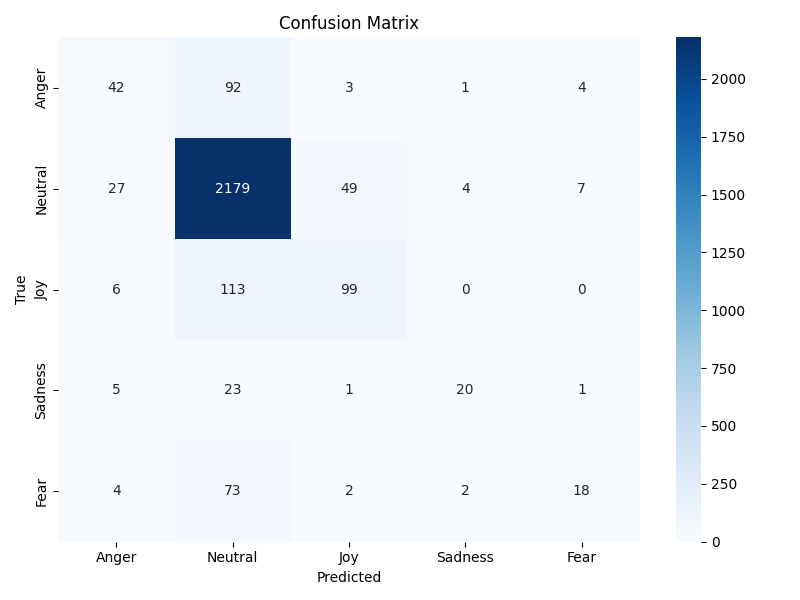 Confusion Matrix
Anger 42 92 3 1 4
Neutral 27 2179 49 4 7
Joy 6 113 99 0 0
Sadness 5 23 1 20 1
Fear 4 73 2 2 18
True
Anger Neutral Joy Sadness Fear
Predicted
2000
1750
1500
1250
1000
750
500
250
0